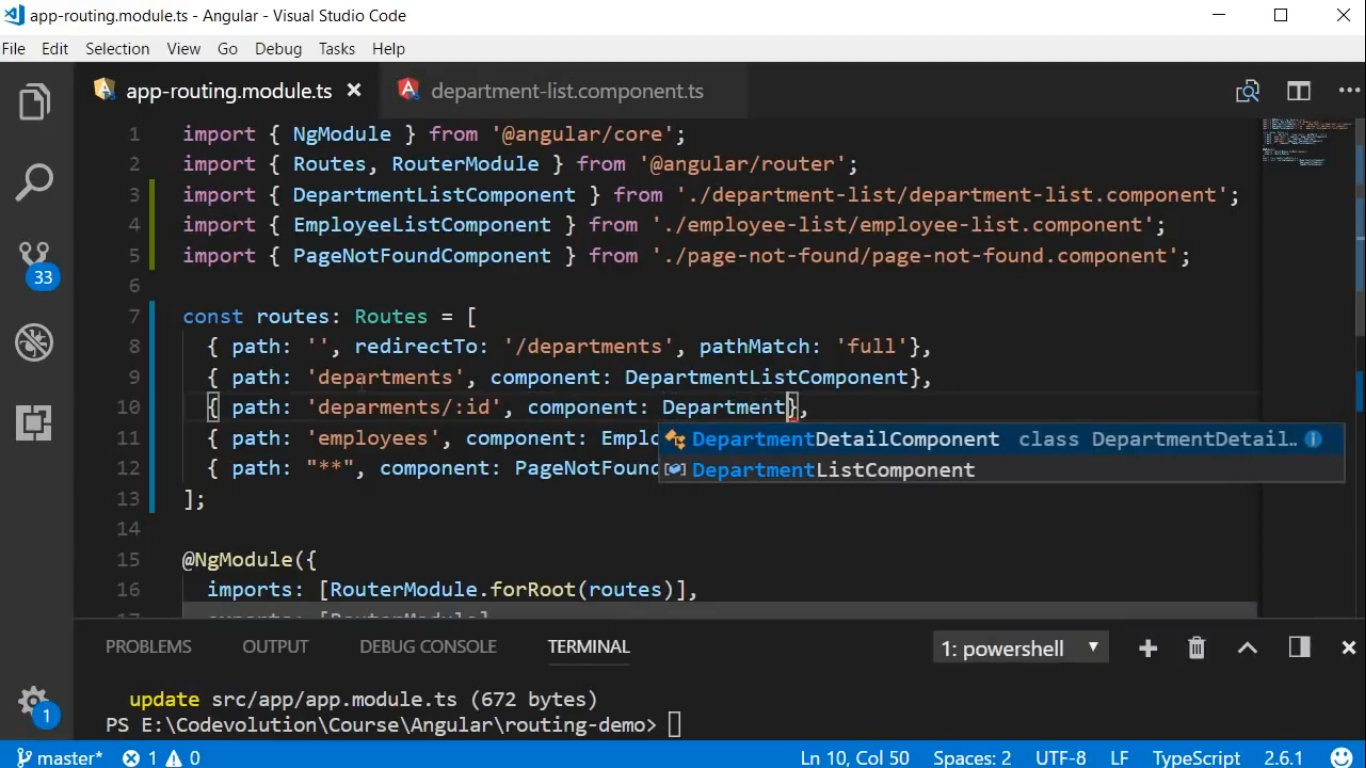 app-routing.module.ts - Angular - Visual Studio Code
File Edit Selection View Go Debug Tasks Help
app-routing.module.ts department-list.component.ts
1 import { NgModule } from '@angular/core';
2 import { Routes, RouterModule } from '@angular/router';
3 import { DepartmentListComponent } from './department-list/department-list.component';
4 import { EmployeeListComponent } from './employee-list/employee-list.component';
5 import { PageNotFoundComponent } from './page-not-found/page-not-found.component';
6
7 const routes: Routes = [
8 { path: '', redirectTo: '/departments', pathMatch: 'full'},
9 { path: 'departments', component: DepartmentListComponent},
10 { path: 'deparments/:id', component: Department},
11 { path: 'employees', component: Emplo
DepartmentDetailComponent class DepartmentDetail…
12 { path: "**", component: PageNotFound
DepartmentListComponent
13 ];
14
15 @NgModule({
16 imports: [RouterModule.forRoot(routes)],
17 exports: [RouterModule]
33
PROBLEMS OUTPUT DEBUG CONSOLE TERMINAL 1: powershell
update src/app/app.module.ts (672 bytes)
PS E:\Codevolution\Course\Angular\routing-demo>
1
master* 1 0 Ln 10, Col 50 Spaces: 2 UTF-8 LF TypeScript 2.6.1